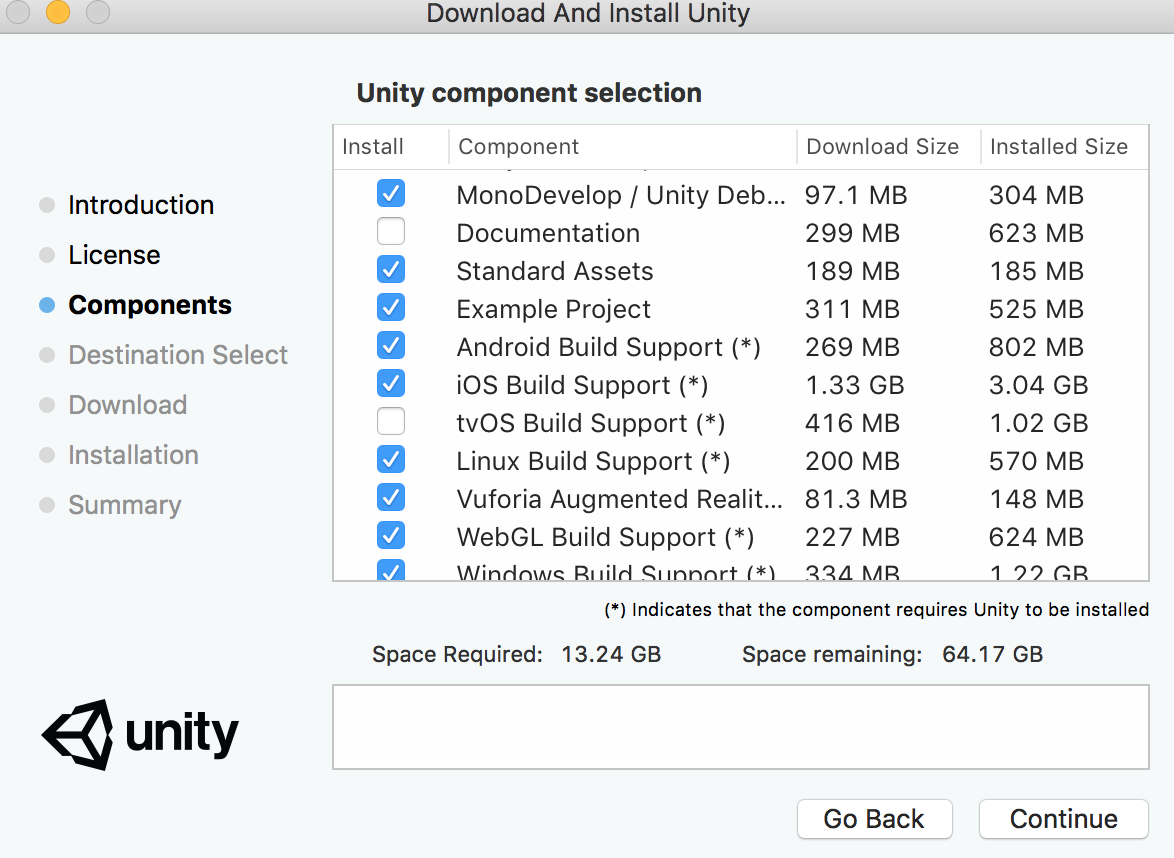 Download And Install Unity
Unity component selection
Install Component Download Size Installed Size
MonoDevelop / Unity Deb... 97.1 MB 304 MB
Documentation 299 MB 623 MB
Standard Assets 189 MB 185 MB
Example Project 311 MB 525 MB
Android Build Support (*) 269 MB 802 MB
iOS Build Support (*) 1.33 GB 3.04 GB
tvOS Build Support (*) 416 MB 1.02 GB
Linux Build Support (*) 200 MB 570 MB
Vuforia Augmented Realit... 81.3 MB 148 MB
WebGL Build Support (*) 227 MB 624 MB
Windows Build Support (*) 334 MB 1.22 GB
Introduction
License
Components
Destination Select
Download
Installation
Summary
(*) Indicates that the component requires Unity to be installed
Space Required: 13.24 GB Space remaining: 64.17 GB
unity
Go Back Continue